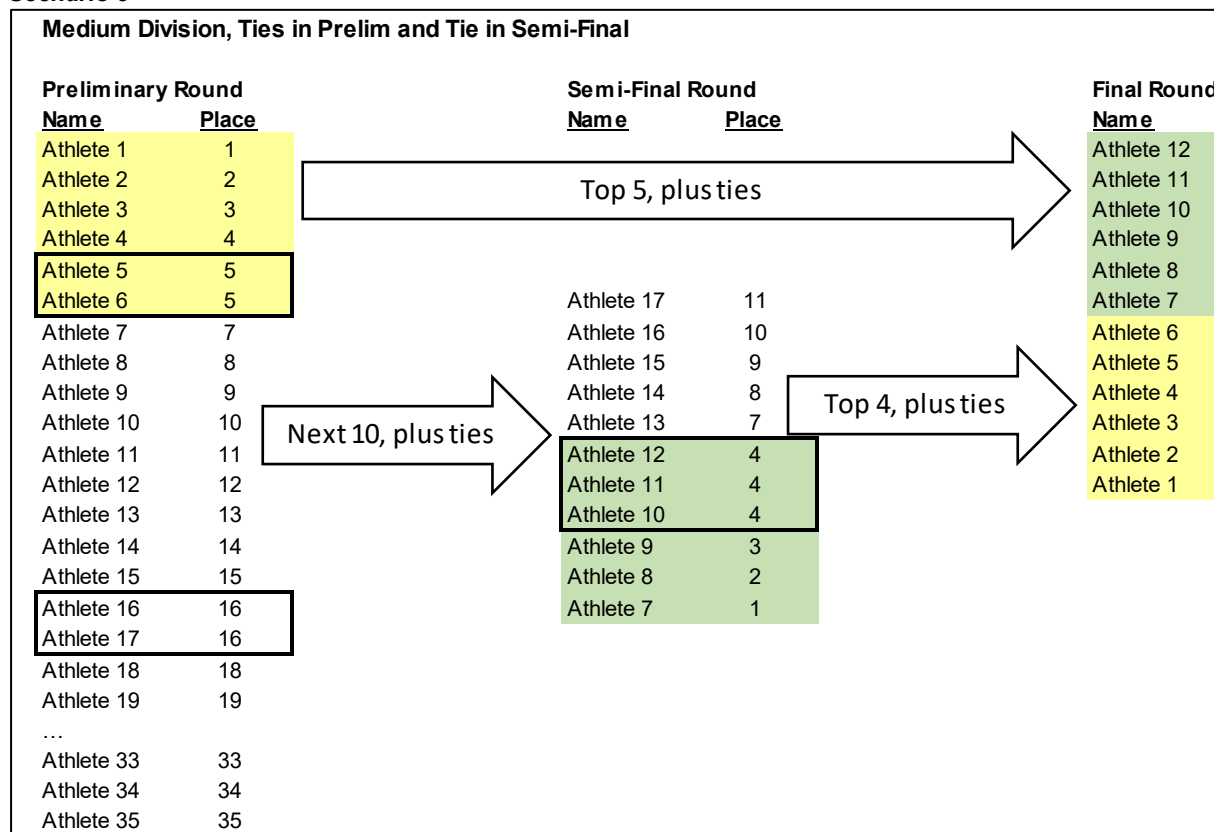 Scenario
Medium Division, Ties in Prelim and Tie in Semi-Final
Preliminary Round
Name Place
Athlete 1 1
Athlete 2 2
Athlete 3 3
Athlete 4 4
Athlete 5 5
Athlete 6 5
Athlete 7 7
Athlete 8 8
Athlete 9 9
Athlete 10 10
Athlete 11 11
Athlete 12 12
Athlete 13 13
Athlete 14 14
Athlete 15 15
Athlete 16 16
Athlete 17 16
Athlete 18 18
Athlete 19 19
…
Athlete 33 33
Athlete 34 34
Athlete 35 35
Top 5, plus ties
Next 10, plus ties
Semi-Final Round
Name Place
Athlete 17 11
Athlete 16 10
Athlete 15 9
Athlete 14 8
Athlete 13 7
Athlete 12 4
Athlete 11 4
Athlete 10 4
Athlete 9 3
Athlete 8 2
Athlete 7 1
Top 4, plus ties
Final Round
Name
Athlete 12
Athlete 11
Athlete 10
Athlete 9
Athlete 8
Athlete 7
Athlete 6
Athlete 5
Athlete 4
Athlete 3
Athlete 2
Athlete 1